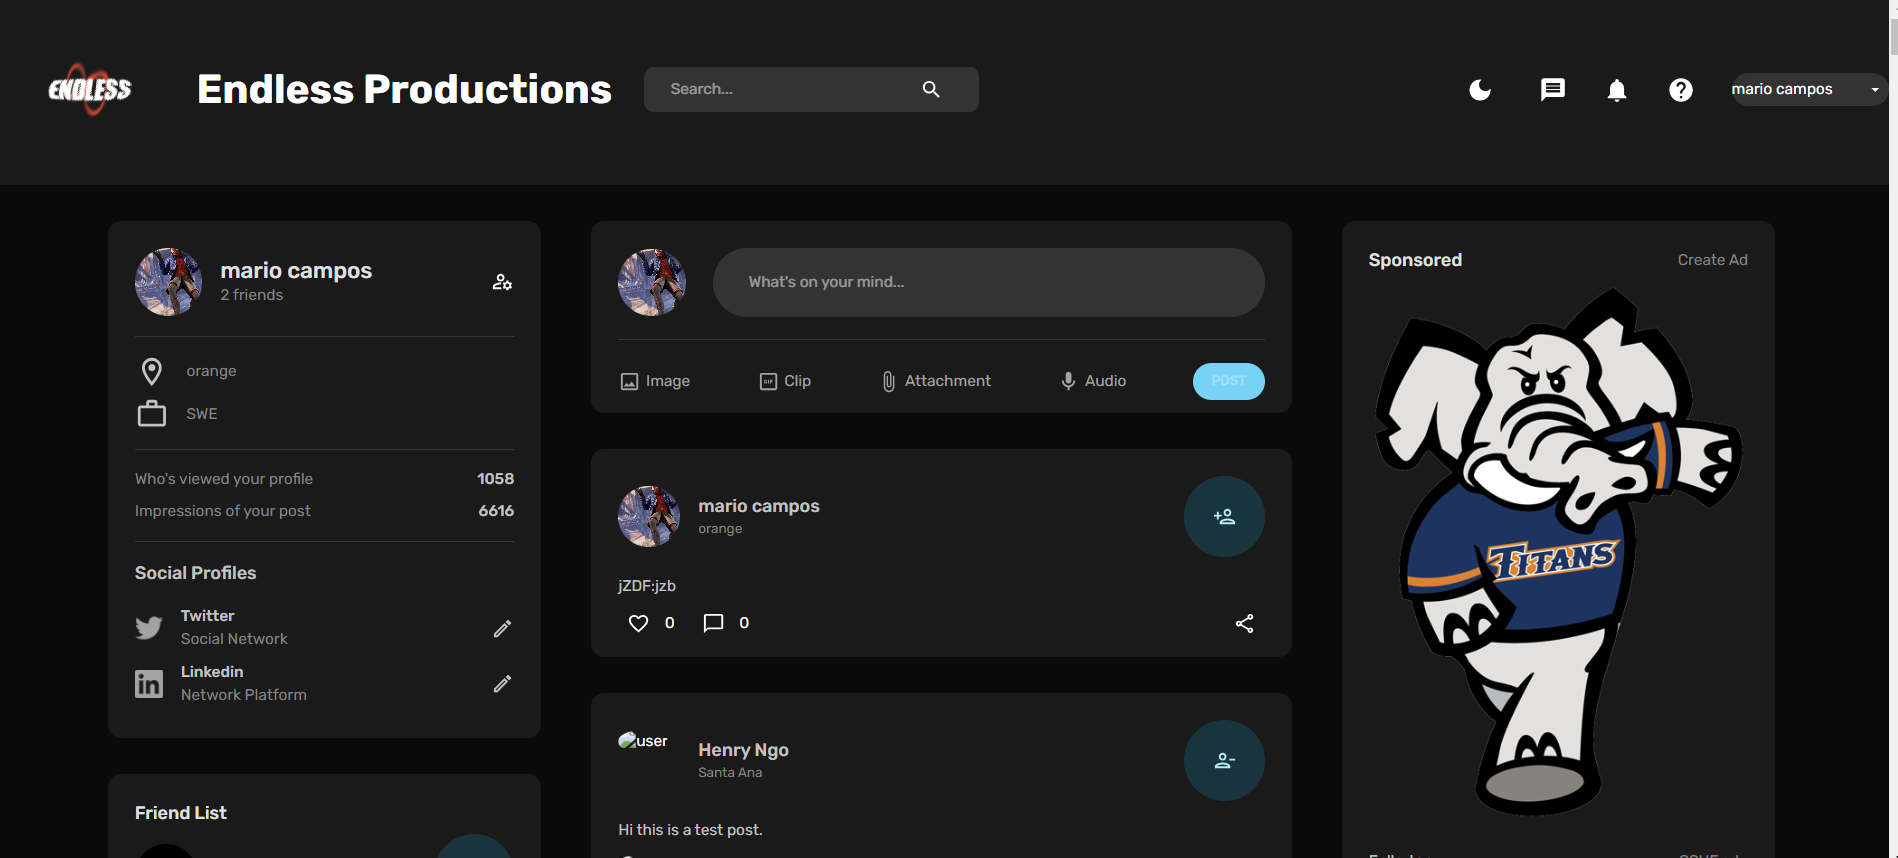 ENDLESS
Endless Productions
Search...
mario campos
mario campos
2 friends
orange
SWE
Who's viewed your profile 1058
Impressions of your post 6616
Social Profiles
Twitter
Social Network
Linkedin
Network Platform
Friend List
What's on your mind...
Image
GIF
Clip
Attachment
Audio
POST
mario campos
orange
jZDF:jzb
0
0
user
Henry Ngo
Santa Ana
Hi this is a test post.
Sponsored
Create Ad
TITANS